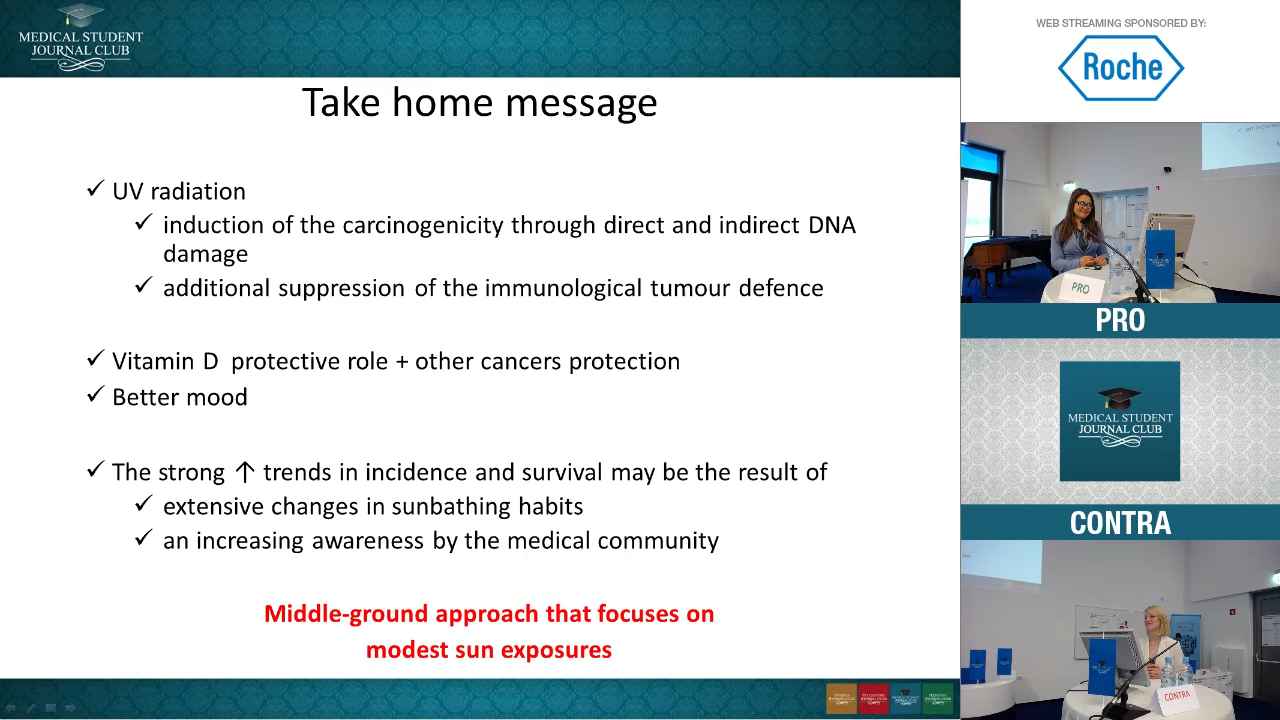 MEDICAL STUDENT
JOURNAL CLUB
Take home message
✓ UV radiation
✓ induction of the carcinogenicity through direct and indirect DNA
damage
✓ additional suppression of the immunological tumour defence
✓ Vitamin D protective role + other cancers protection
✓ Better mood
✓ The strong ↑ trends in incidence and survival may be the result of
✓ extensive changes in sunbathing habits
✓ an increasing awareness by the medical community
Middle-ground approach that focuses on
modest sun exposures
WEB STREAMING SPONSORED BY:
Roche
PRO
PRO
MEDICAL STUDENT
JOURNAL CLUB
CONTRA
CONTRA